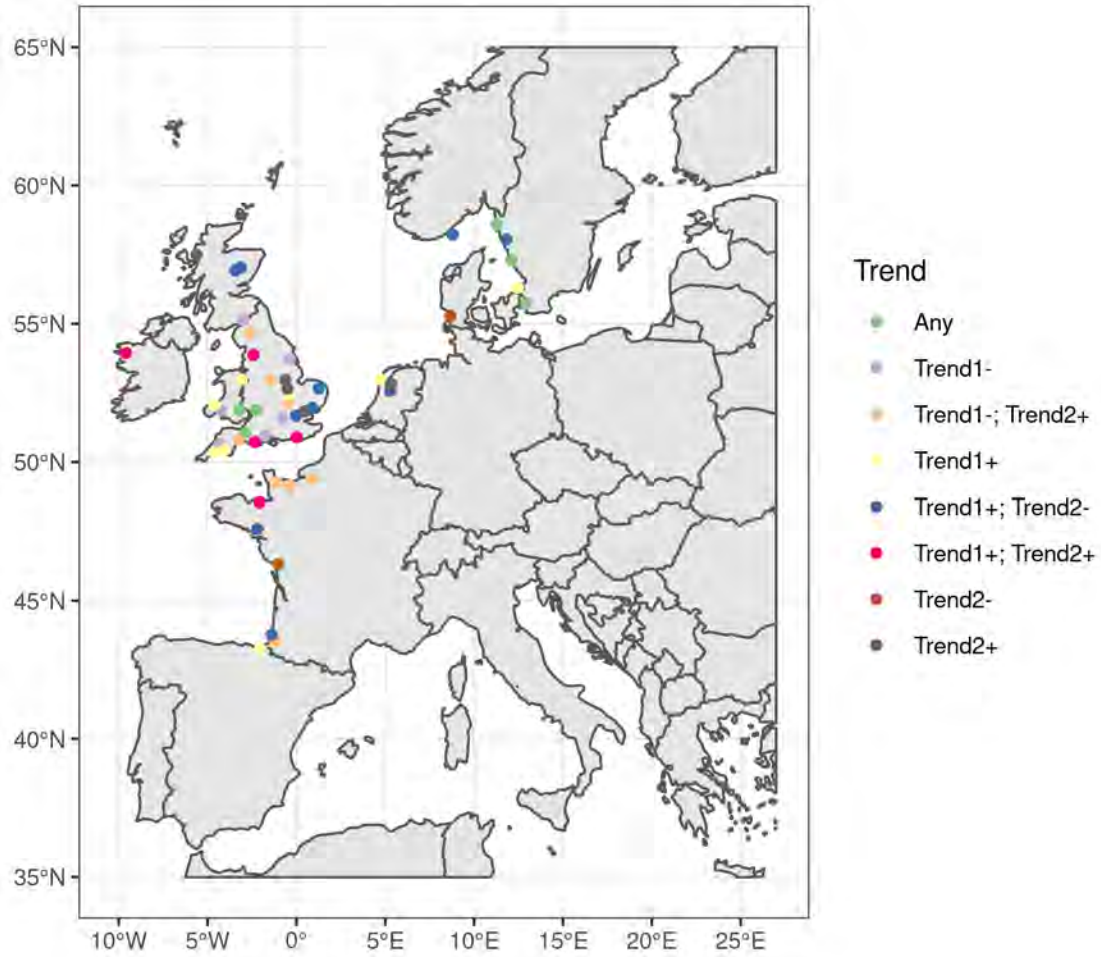 65°N
60°N
55°N
50°N
45°N
40°N
35°N
10°W 5°W 0° 5°E 10°E 15°E 20°E 25°E
Trend
Any
Trend1-
Trend1-; Trend2+
Trend1+
Trend1+; Trend2-
Trend1+; Trend2+
Trend2-
Trend2+